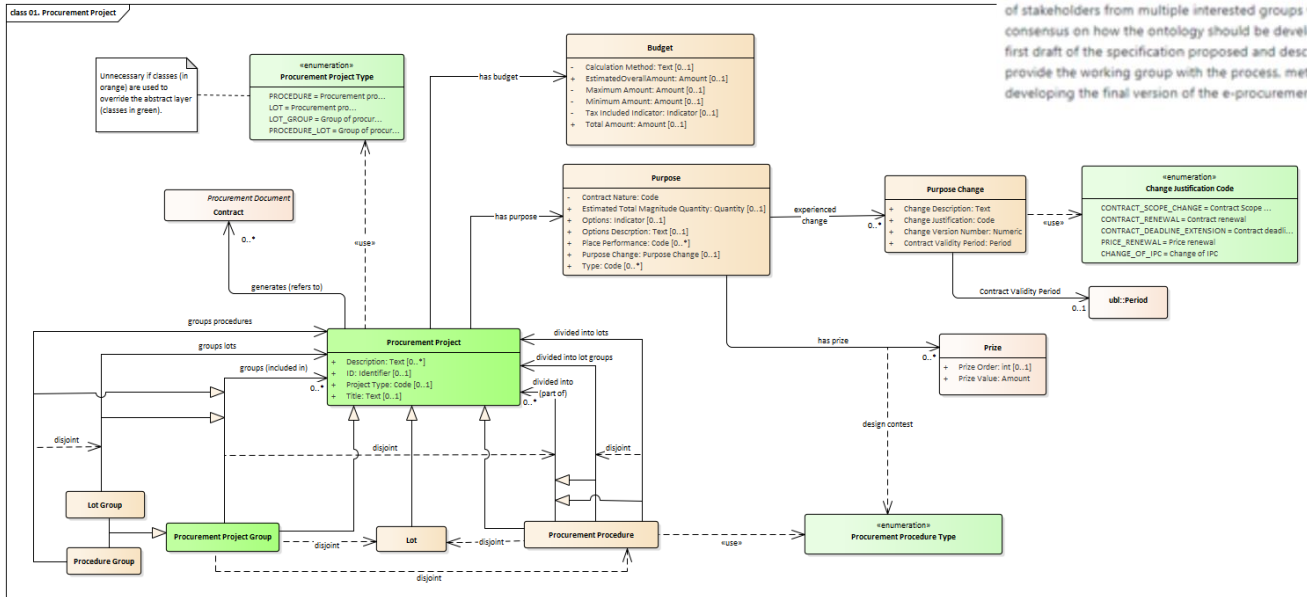 class 01. Procurement Project
of stakeholders from multiple interested groups
consensus on how the ontology should be devel
first draft of the specification proposed and desc
provide the working group with the process. met
developing the final version of the e-procuremen
Unnecessary if classes (in
orange) are used to
override the abstract layer
(classes in green).
«enumeration»
Procurement Project Type
PROCEDURE = Procurement pro...
LOT = Procurement pro...
LOT_GROUP = Group of procur...
PROCEDURE_LOT = Group of procur...
has budget
Budget
- Calculation Method: Text [0..1]
+ EstimatedOverallAmount: Amount [0..1]
- Maximum Amount: Amount [0..1]
- Minimum Amount: Amount [0..1]
- Tax Included Indicator: Indicator [0..1]
+ Total Amount: Amount [0..1]
Procurement Document
Contract
0..*
«use»
has purpose
Purpose
- Contract Nature: Code
+ Estimated Total Magnitude Quantity: Quantity [0..1]
+ Options: Indicator [0..1]
+ Options Descrption: Text [0..1]
+ Place Performance: Code [0..*]
+ Purpose Change: Purpose Change [0..1]
+ Type: Code [0..*]
experienced
change
0..*
Purpose Change
+ Change Description: Text
+ Change Justification: Code
+ Change Version Number: Numeric
+ Contract Validity Period: Period
«use»
«enumeration»
Change Justification Code
CONTRACT_SCOPE_CHANGE = Contract Scope ...
CONTRACT_RENEWAL = Contract renewal
CONTRACT_DEADLINE_EXTENSION = Contract deadli...
PRICE_RENEWAL = Price renewal
CHANGE_OF_IPC = Change of IPC
generates (refers to)
Contract Validity Period
0..1
ubl::Period
groups procedures
groups lots
groups (included in)
0..*
Procurement Project
+ Description: Text [0..*]
+ ID: Identifier [0..1]
+ Project Type: Code [0..1]
+ Title: Text [0..1]
divided into lots
divided into lot groups
divided into
(part of)
0..*
has prize
0..*
Prize
+ Prize Order: int [0..1]
+ Prize Value: Amount
design contest
disjoint
disjoint
disjoint
Lot Group
Procedure Group
Procurement Project Group
disjoint
Lot
disjoint
Procurement Procedure
«use»
«enumeration»
Procurement Procedure Type
disjoint